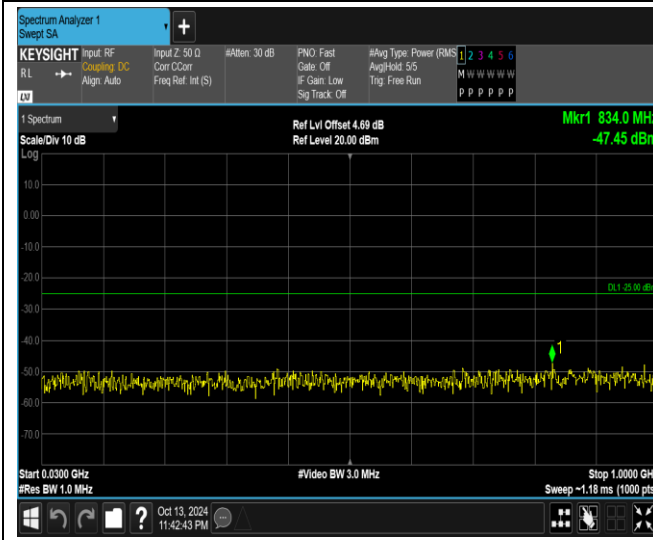 Spectrum Analyzer 1
Swept SA
+
KEYSIGHT
RL
LXI
Input: RF
Coupling: DC
Align: Auto
Input Z: 50 Ω
Corr CCorr
Freq Ref: Int (S)
#Atten: 30 dB
PNO: Fast
Gate: Off
IF Gain: Low
Sig Track: Off
#Avg Type: Power (RMS
Avg|Hold: 5/5
Trig: Free Run
1 2 3 4 5 6
M W W W W W
P P P P P P
1 Spectrum
Scale/Div 10 dB
Ref Lvl Offset 4.69 dB
Ref Level 20.00 dBm
Mkr1 834.0 MHz
-47.45 dBm
Log
10.0
0.00
-10.0
-20.0
DL1 -25.00 dBm
-30.0
-40.0
1
-50.0
-60.0
-70.0
Start 0.0300 GHz
#Res BW 1.0 MHz
#Video BW 3.0 MHz
Stop 1.0000 GH
Sweep ~1.18 ms (1000 pts
?
Oct 13, 2024
11:42:43 PM